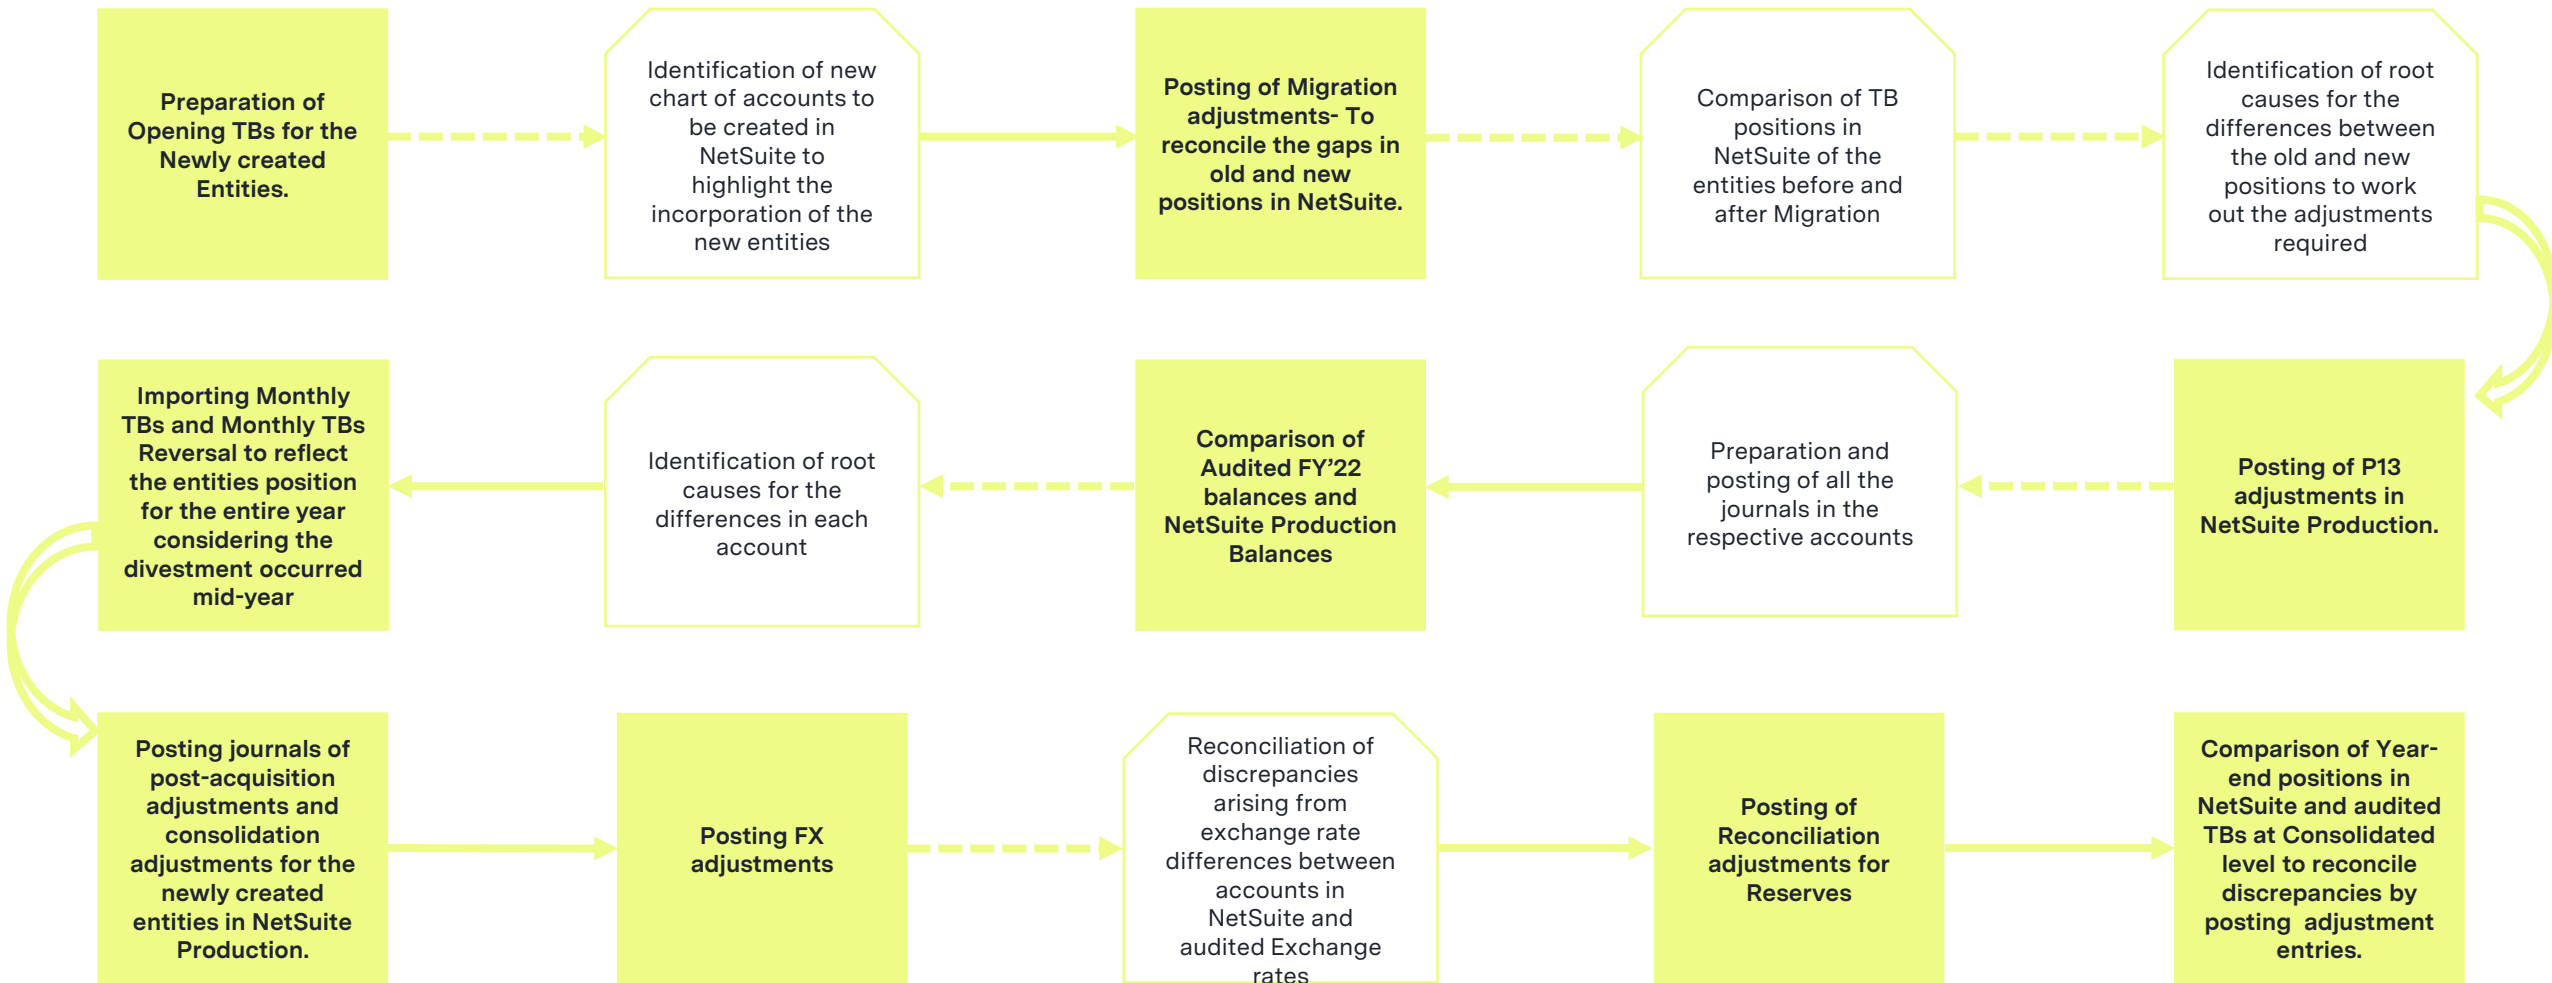 Preparation of
Opening TBs for the
Newly created
Entities.
Identification of new
chart of accounts to
be created in
NetSuite to
highlight the
incorporation of the
new entities
Posting of Migration
adjustments- To
reconcile the gaps in
old and new
positions in NetSuite.
Comparison of TB
positions in
NetSuite of the
entities before and
after Migration
Identification of root
causes for the
differences between
the old and new
positions to work
out the adjustments
required
Posting of P13
adjustments in
NetSuite Production.
Preparation and
posting of all the
journals in the
respective accounts
Comparison of
Audited FY’22
balances and
NetSuite Production
Balances
Identification of root
causes for the
differences in each
account
Importing Monthly
TBs and Monthly TBs
Reversal to reflect
the entities position
for the entire year
considering the
divestment occurred
mid-year
Posting journals of
post-acquisition
adjustments and
consolidation
adjustments for the
newly created
entities in NetSuite
Production.
Posting FX
adjustments
Reconciliation of
discrepancies
arising from
exchange rate
differences between
accounts in
NetSuite and
audited Exchange
rates
Posting of
Reconciliation
adjustments for
Reserves
Comparison of Year-
end positions in
NetSuite and audited
TBs at Consolidated
level to reconcile
discrepancies by
posting  adjustment
entries.